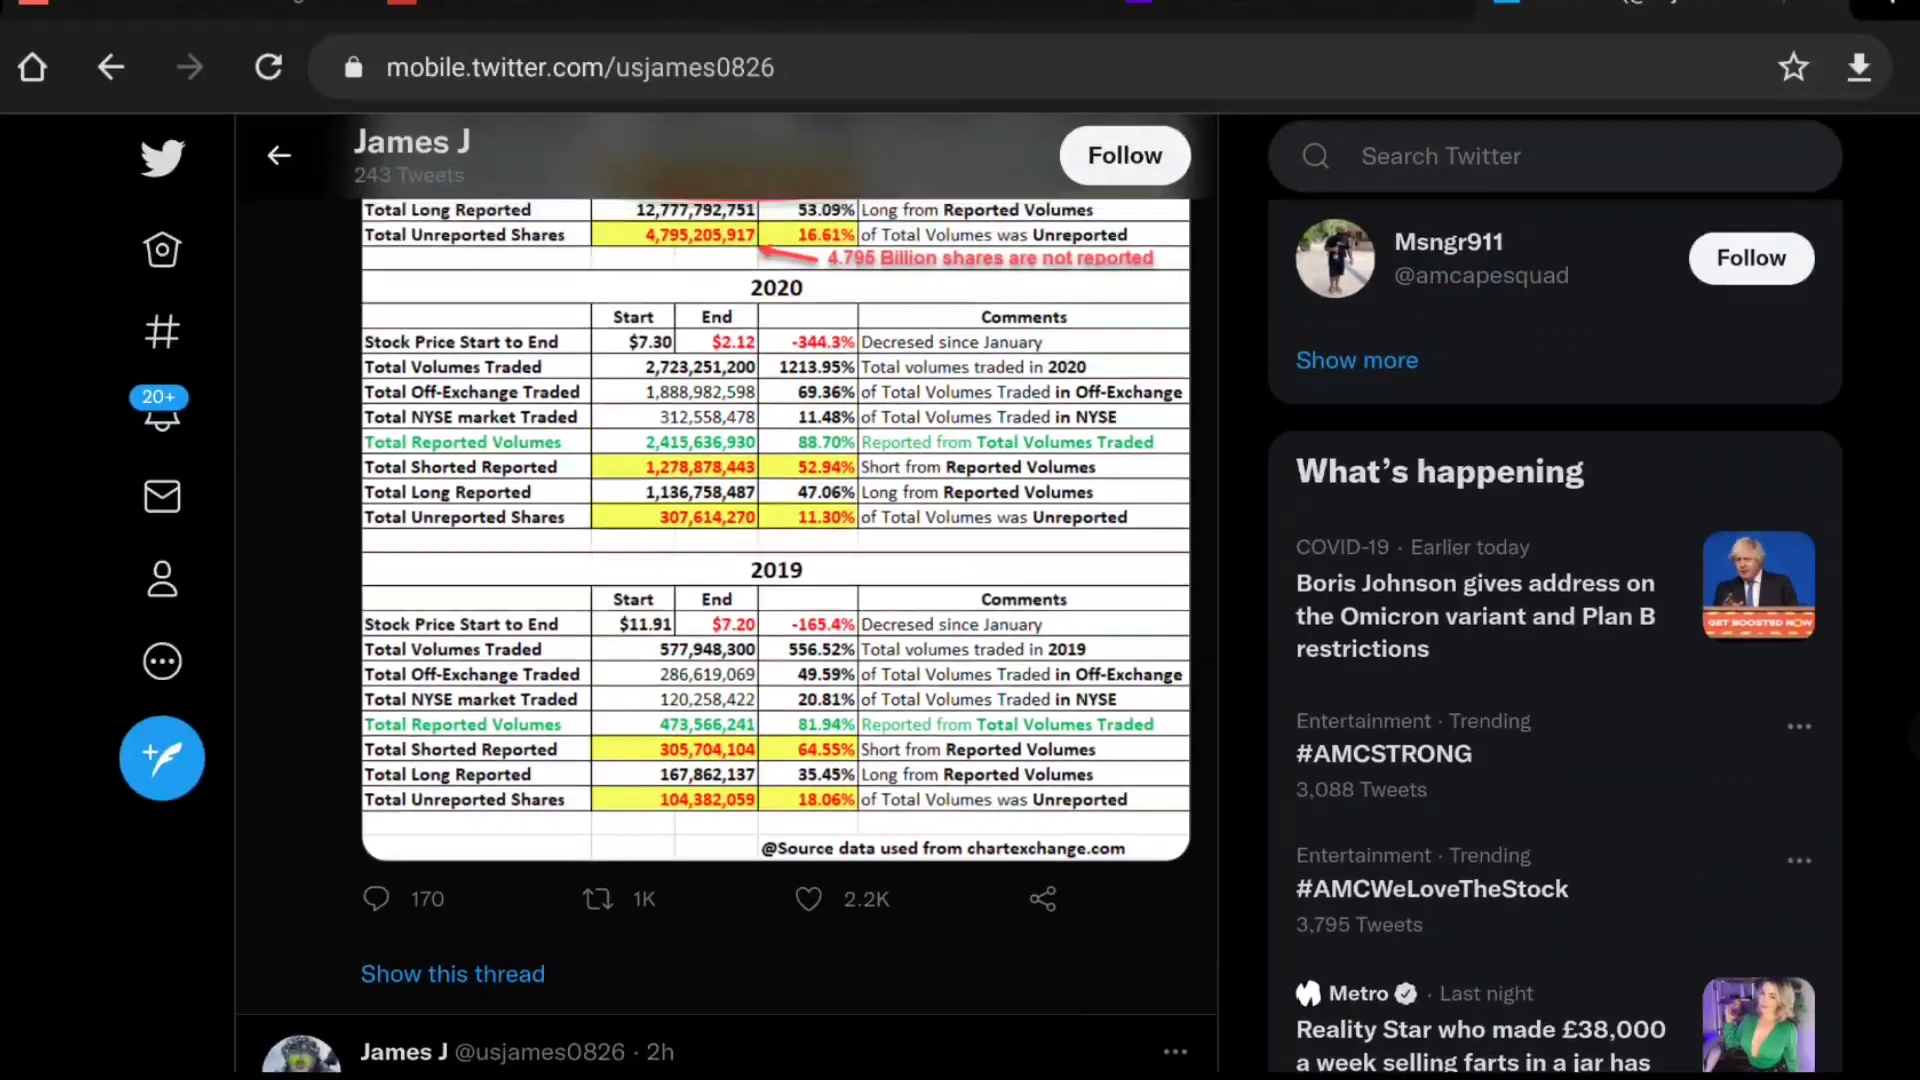 mobile.twitter.com/usjames0826
James J
243 Tweets
Follow
Search Twitter
Total Long Reported 12,777,792,751 53.09% Long from Reported Volumes
Total Unreported Shares 4,795,205,917 16.61% of Total Volumes was Unreported
4.795 Billion shares are not reported
2020
Start End Comments
Stock Price Start to End $7.30 $2.12 -344.3% Decresed since January
Total Volumes Traded 2,723,251,200 1213.95% Total volumes traded in 2020
Total Off-Exchange Traded 1,888,982,598 69.36% of Total Volumes Traded in Off-Exchange
Total NYSE market Traded 312,558,478 11.48% of Total Volumes Traded in NYSE
Total Reported Volumes 2,415,636,930 88.70% Reported from Total Volumes Traded
Total Shorted Reported 1,278,878,443 52.94% Short from Reported Volumes
Total Long Reported 1,136,758,487 47.06% Long from Reported Volumes
Total Unreported Shares 307,614,270 11.30% of Total Volumes was Unreported
2019
Start End Comments
Stock Price Start to End $11.91 $7.20 -165.4% Decresed since January
Total Volumes Traded 577,948,300 556.52% Total volumes traded in 2019
Total Off-Exchange Traded 286,619,069 49.59% of Total Volumes Traded in Off-Exchange
Total NYSE market Traded 120,258,422 20.81% of Total Volumes Traded in NYSE
Total Reported Volumes 473,566,241 81.94% Reported from Total Volumes Traded
Total Shorted Reported 305,704,104 64.55% Short from Reported Volumes
Total Long Reported 167,862,137 35.45% Long from Reported Volumes
Total Unreported Shares 104,382,059 18.06% of Total Volumes was Unreported
@Source data used from chartexchange.com
170 1K 2.2K
Show this thread
James J @usjames0826 · 2h
20+
Msngr911
@amcapesquad
Follow
Show more
What's happening
COVID-19 · Earlier today
Boris Johnson gives address on
the Omicron variant and Plan B
restrictions
GET BOOSTED NOW
Entertainment · Trending
#AMCSTRONG
3,088 Tweets
Entertainment · Trending
#AMCWeLoveTheStock
3,795 Tweets
Metro · Last night
Reality Star who made £38,000
a week selling farts in a jar has